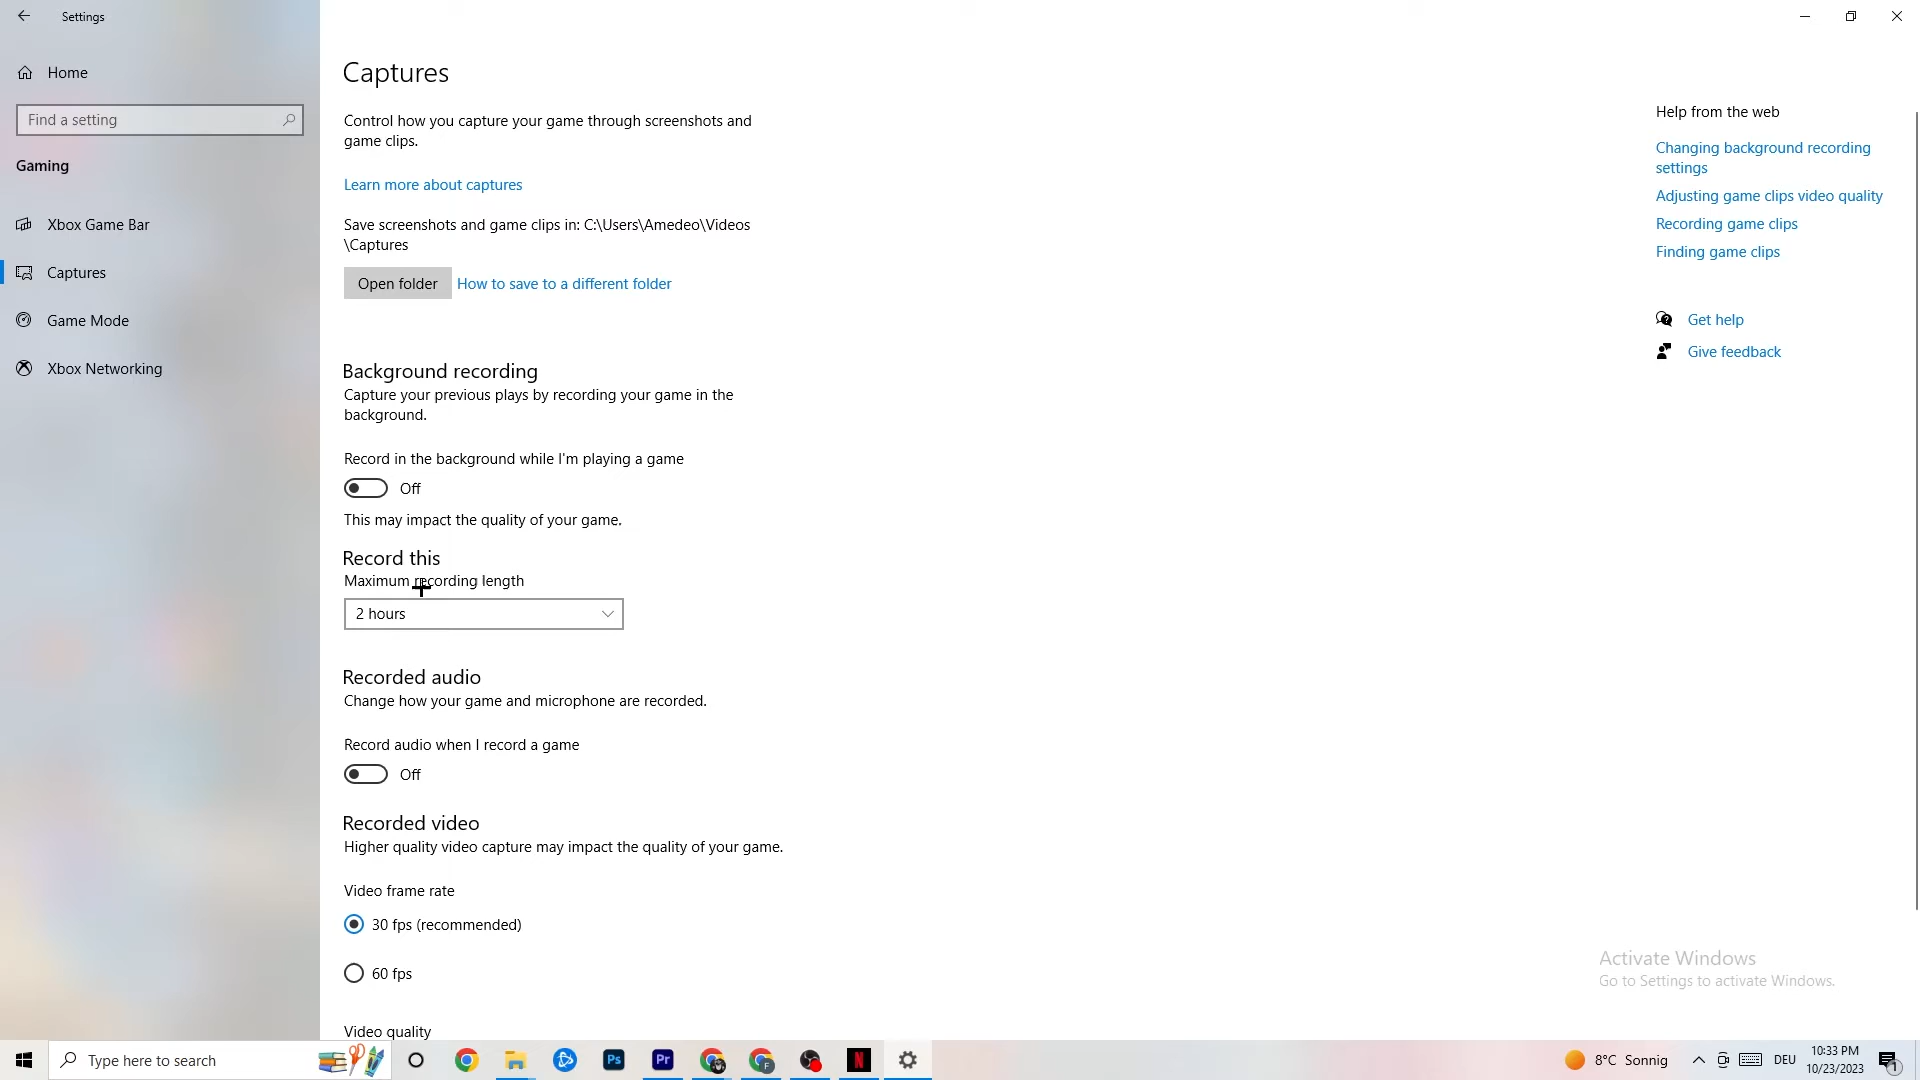 Settings
Home
Find a setting
Gaming
Xbox Game Bar
Captures
Game Mode
Xbox Networking
Captures
Control how you capture your game through screenshots and
game clips.
Learn more about captures
Save screenshots and game clips in: C:\Users\Amedeo\Videos
\Captures
Open folder
How to save to a different folder
Background recording
Capture your previous plays by recording your game in the
background.
Record in the background while I'm playing a game
Off
This may impact the quality of your game.
Record this
Maximum recording length
2 hours
Recorded audio
Change how your game and microphone are recorded.
Record audio when I record a game
Off
Recorded video
Higher quality video capture may impact the quality of your game.
Video frame rate
30 fps (recommended)
60 fps
Video quality
Help from the web
Changing background recording
settings
Adjusting game clips video quality
Recording game clips
Finding game clips
Get help
Give feedback
Activate Windows
Go to Settings to activate Windows.
Type here to search
Ps
Pr
F
N
8°C Sonnig
DEU
10:33 PM
10/23/2023
1